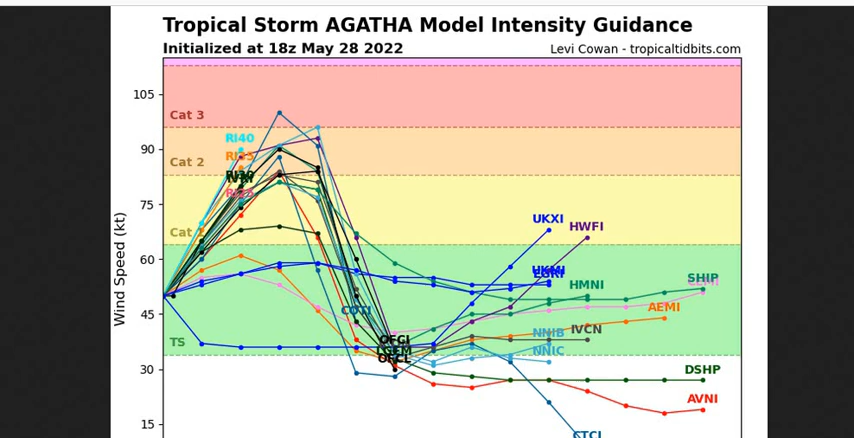 Tropical Storm AGATHA Model Intensity Guidance
Initialized at 18z May 28 2022 Levi Cowan - tropicaltidbits.com
Wind Speed (kt)
105
90
75
60
45
30
15
Cat 3
Cat 2
Cat 1
TS
RI40
RI30
COTI
OFCI
OFCL
UKXI
HWFI
EGRI
HMNI
SHIP
AEMI
NNIB
IVCN
NNIC
DSHP
AVNI
CTCI